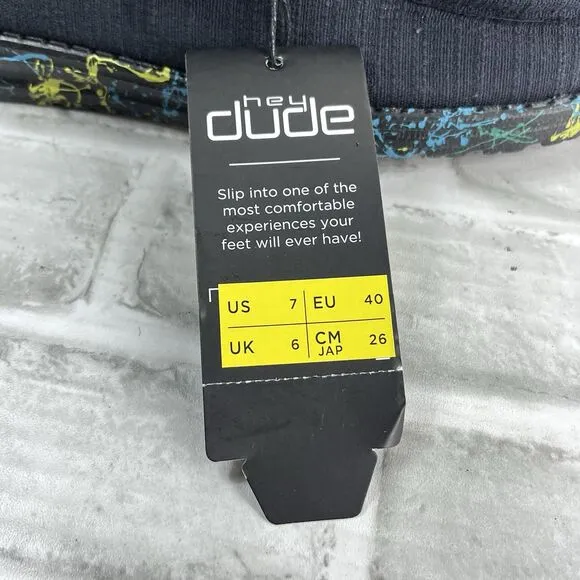 hey
dude
Slip into one of the
most comfortable
experiences your
feet will ever have!
US 7 EU 40
UK 6 CM 26
JAP